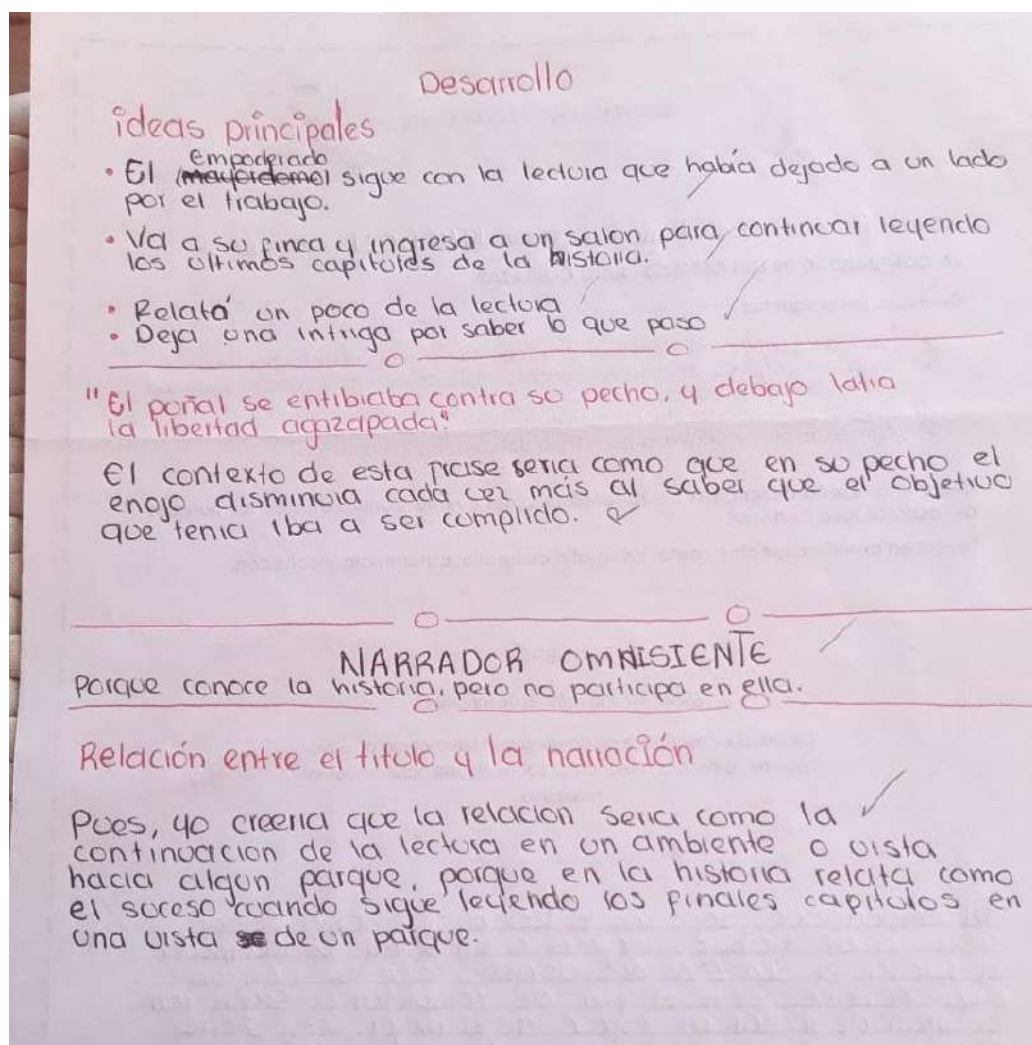 Desarrollo
ideas principales
empoderado
• El (mayordomo) sigue con la lectura que había dejado a un lado
por el trabajo.
• Va a su finca y ingresa a un salon para continuar leyendo
los ultimos capitulos de la historia.
• Relató un poco de la lectura
• Deja una intriga por saber lo que paso
"El poñal se entibiaba contra su pecho, y debajo latia
la libertad agazapada"
El contexto de esta frase seria como que en su pecho el
enojo disminuia cada vez más al saber que el objetivo
que tenia iba a ser cumplido.
NARRADOR OMNISIENTE
Porque conoce la historia, pero no participa en ella.
Relación entre el titulo y la narración
Pues, yo creeria que la relacion seria como la
continuacion de la lectura en un ambiente o vista
hacia algun parque, porque en la historia relata como
el suceso cuando sigue leyendo los finales capitulos en
una vista de un parque.